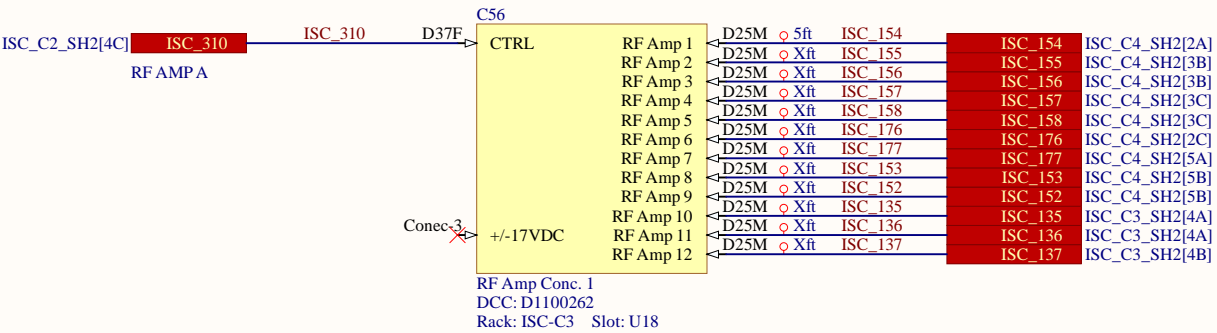 C56
ISC_C2_SH2[4C] ISC_310 ISC_310 D37F CTRL
RF AMP A
RF Amp 1 D25M 5ft ISC_154 ISC_154 ISC_C4_SH2[2A]
RF Amp 2 D25M Xft ISC_155 ISC_155 ISC_C4_SH2[3B]
RF Amp 3 D25M Xft ISC_156 ISC_156 ISC_C4_SH2[3B]
RF Amp 4 D25M Xft ISC_157 ISC_157 ISC_C4_SH2[3C]
RF Amp 5 D25M Xft ISC_158 ISC_158 ISC_C4_SH2[3C]
RF Amp 6 D25M Xft ISC_176 ISC_176 ISC_C4_SH2[2C]
RF Amp 7 D25M Xft ISC_177 ISC_177 ISC_C4_SH2[5A]
RF Amp 8 D25M Xft ISC_153 ISC_153 ISC_C4_SH2[5B]
RF Amp 9 D25M Xft ISC_152 ISC_152 ISC_C4_SH2[5B]
RF Amp 10 D25M Xft ISC_135 ISC_135 ISC_C3_SH2[4A]
Conec-3 +/-17VDC RF Amp 11 D25M Xft ISC_136 ISC_136 ISC_C3_SH2[4A]
RF Amp 12 D25M Xft ISC_137 ISC_137 ISC_C3_SH2[4B]
RF Amp Conc. 1
DCC: D1100262
Rack: ISC-C3 Slot: U18